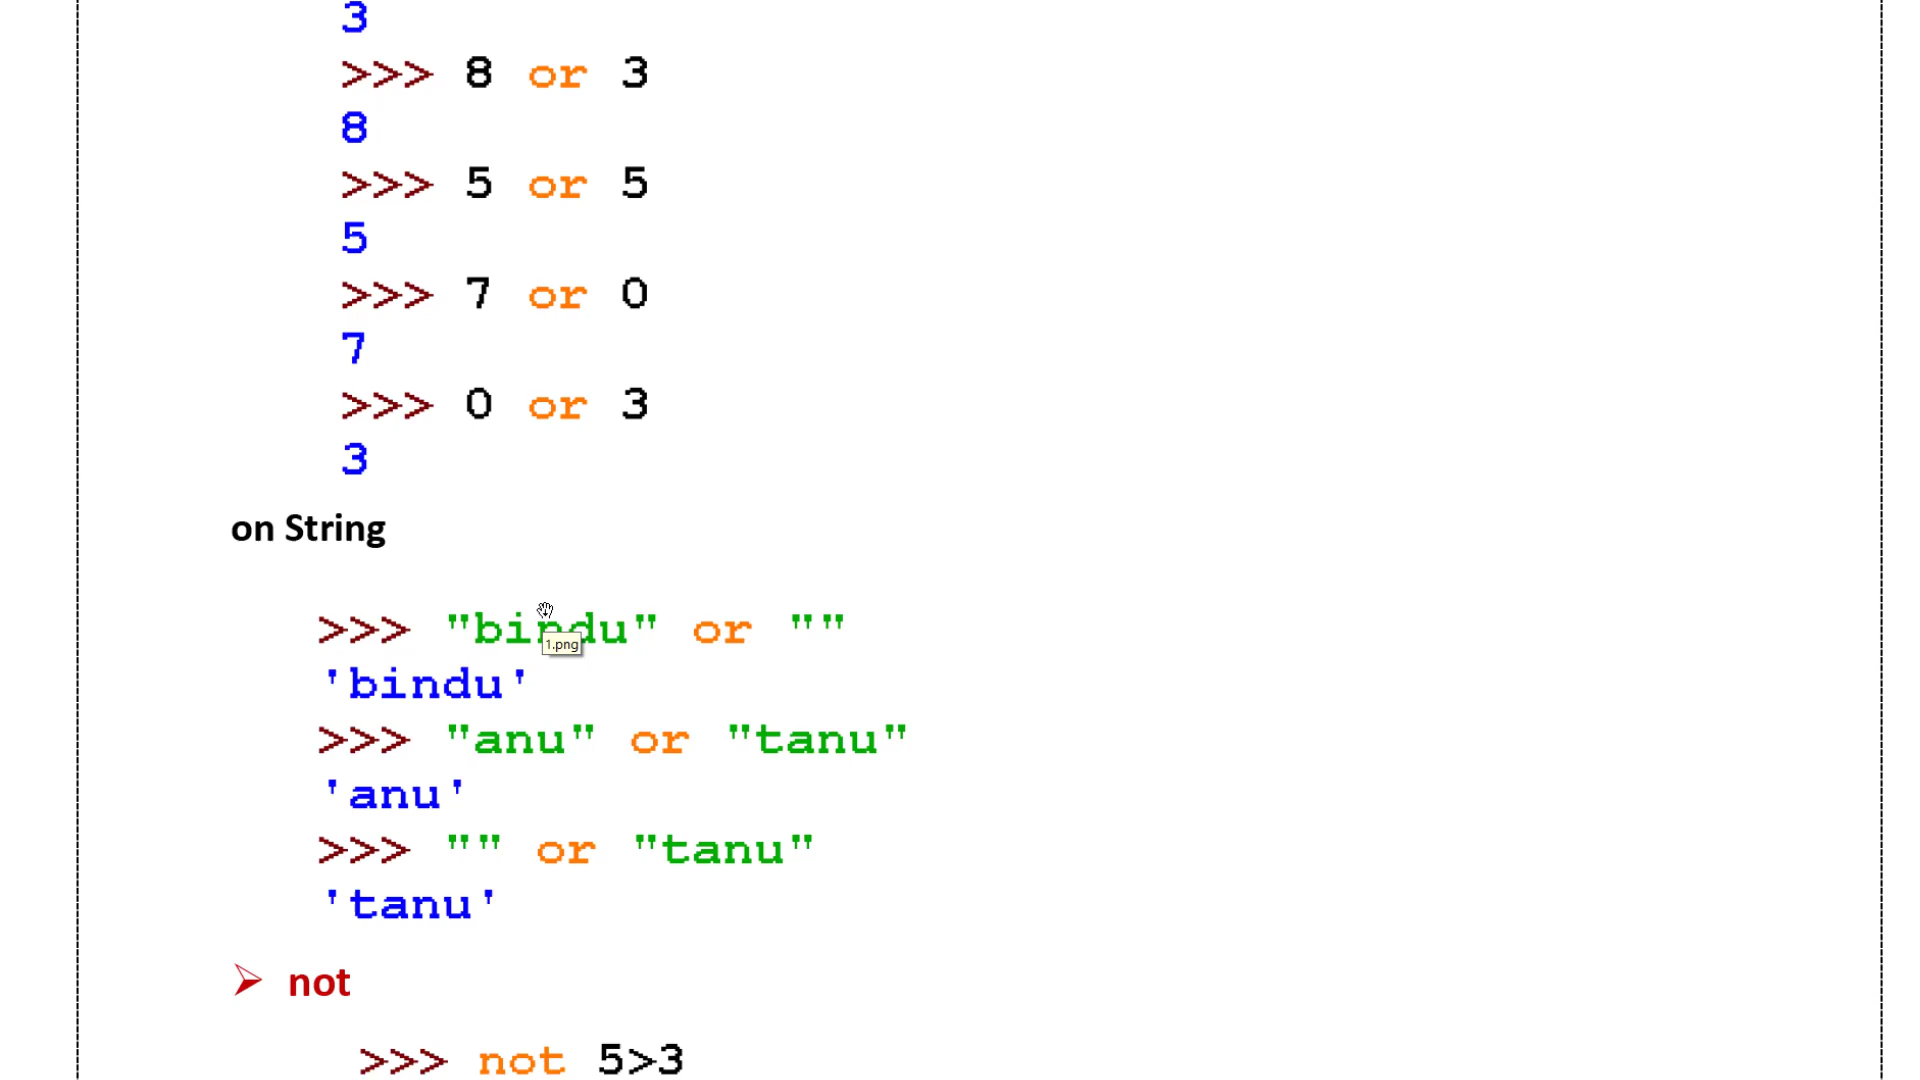 3
>>> 8 or 3
8
>>> 5 or 5
5
>>> 7 or 0
7
>>> 0 or 3
3
on String
>>> "bindu" or ""
1.png
'bindu'
>>> "anu" or "tanu"
'anu'
>>> "" or "tanu"
'tanu'
➢ not
>>> not 5>3